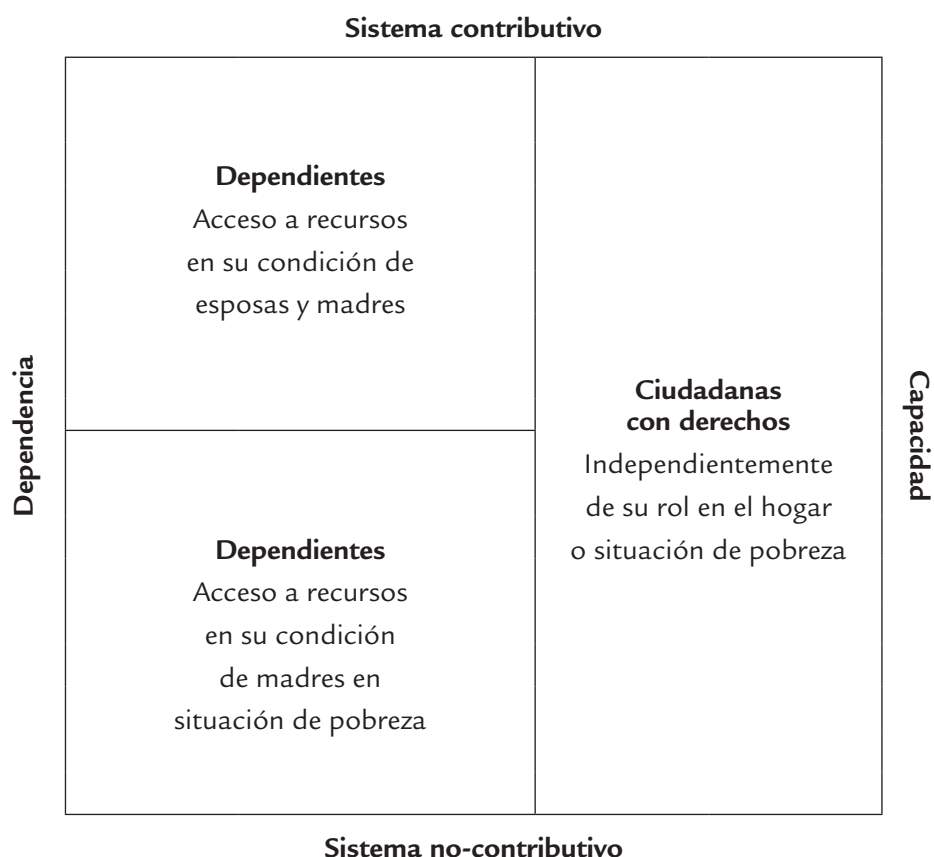 Sistema contributivo
Dependientes
Acceso a recursos
en su condición de
esposas y madres
Dependencia
Ciudadanas
con derechos
Independientemente
de su rol en el hogar
o situación de pobreza
Capacidad
Dependientes
Acceso a recursos
en su condición
de madres en
situación de pobreza
Sistema no-contributivo